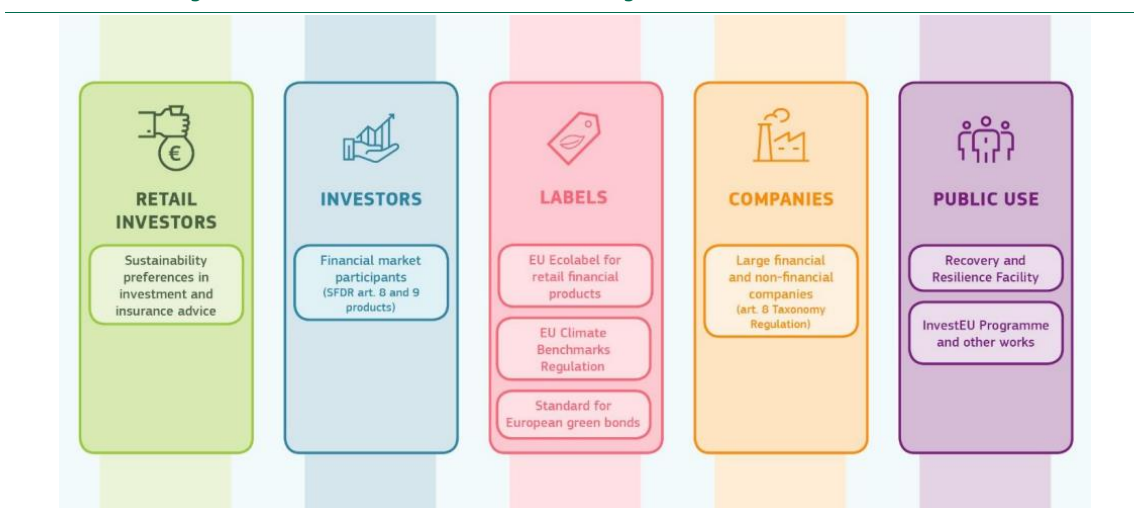 €
RETAIL
INVESTORS
Sustainability
preferences in
investment and
insurance advice
INVESTORS
Financial market
participants
(SFDR art. 8 and 9
products)
LABELS
EU Ecolabel for
retail financial
products
EU Climate
Benchmarks
Regulation
Standard for
European green bonds
COMPANIES
Large financial
and non-financial
companies
(art. 8 Taxonomy
Regulation)
PUBLIC USE
Recovery and
Resilience Facility
InvestEU Programme
and other works